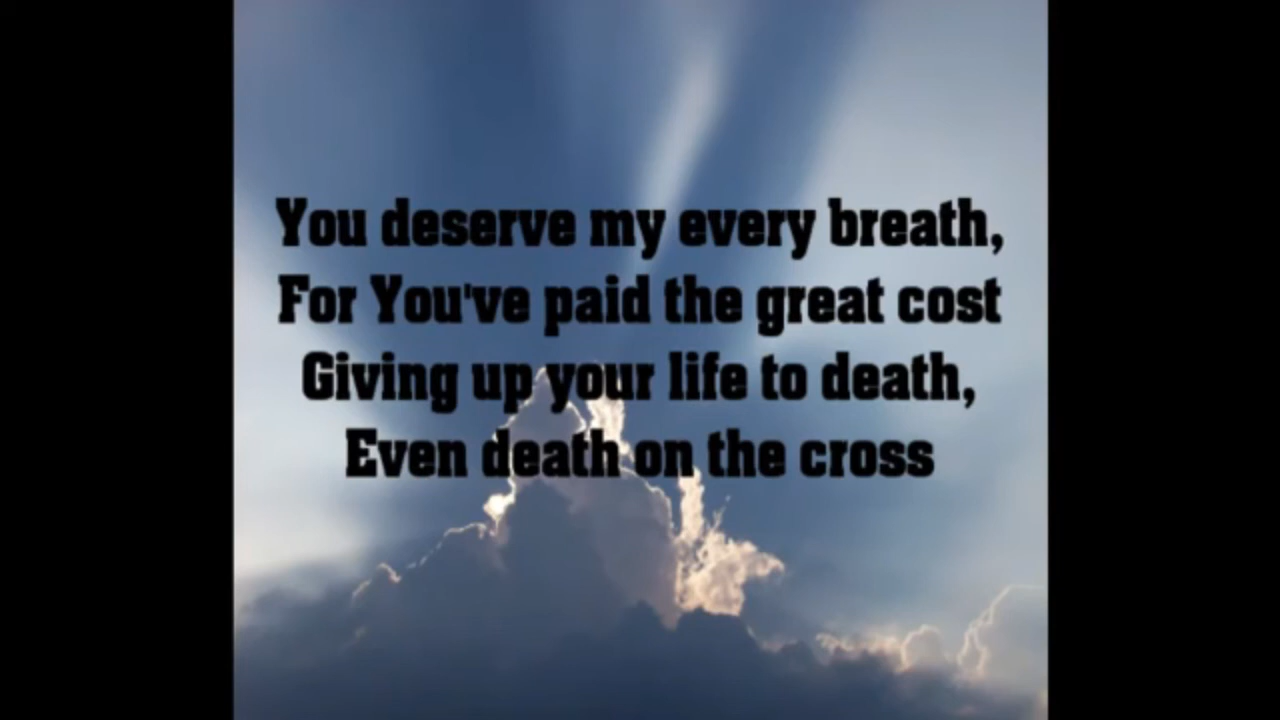 You deserve my every breath,
For You've paid the great cost
Giving up your life to death,
Even death on the cross